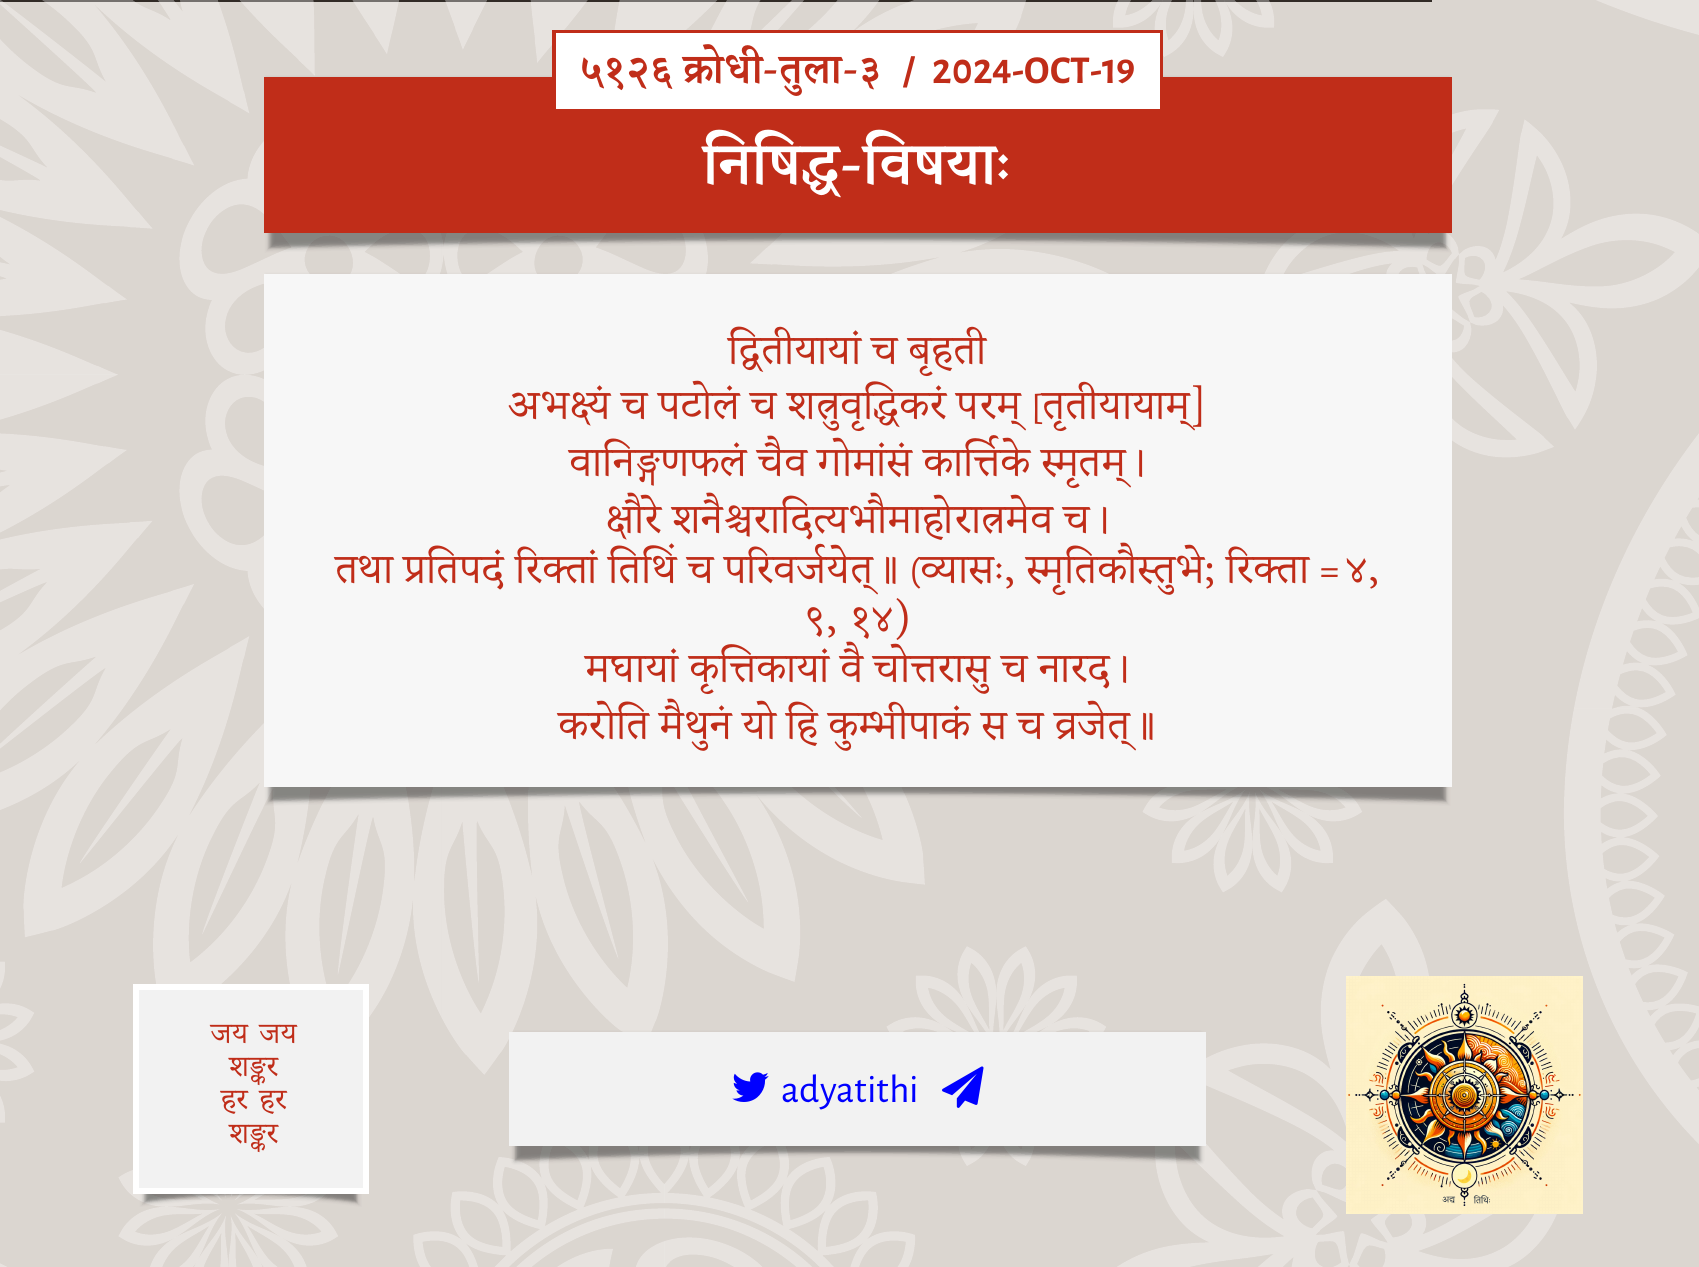 ५१२६ क्रोधी-तुला-३ / 2024-OCT-19
निषिद्ध-विषयाः
द्वितीयायां च बृहती
अभक्ष्यं च पटोलं च शत्रुवृद्धिकरं परम् [तृतीयायाम्]
वानिङ्गणफलं चैव गोमांसं कार्त्तिके स्मृतम्।
क्षौरे शनैश्चरादित्यभौमाहोरात्रमेव च।
तथा प्रतिपदं रिक्तां तिथिं च परिवर्जयेत्॥ (व्यासः, स्मृतिकौस्तुभे; रिक्ता = ४,
९, १४)
मघायां कृत्तिकायां वै चोत्तरासु च नारद।
करोति मैथुनं यो हि कुम्भीपाकं स च व्रजेत्॥
जय जय
शङ्कर
हर हर
शङ्कर
adyatithi
अद्य तिथिः